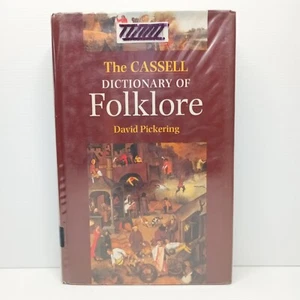 The CASSELL
DICTIONARY OF
Folklore
David Pickering